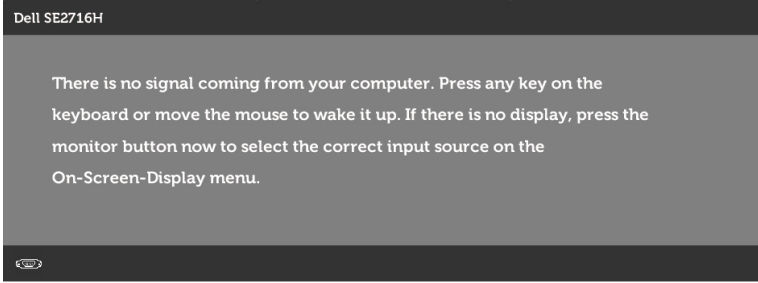 Dell SE2716H
There is no signal coming from your computer. Press any key on the
keyboard or move the mouse to wake it up. If there is no display, press the
monitor button now to select the correct input source on the
On-Screen-Display menu.